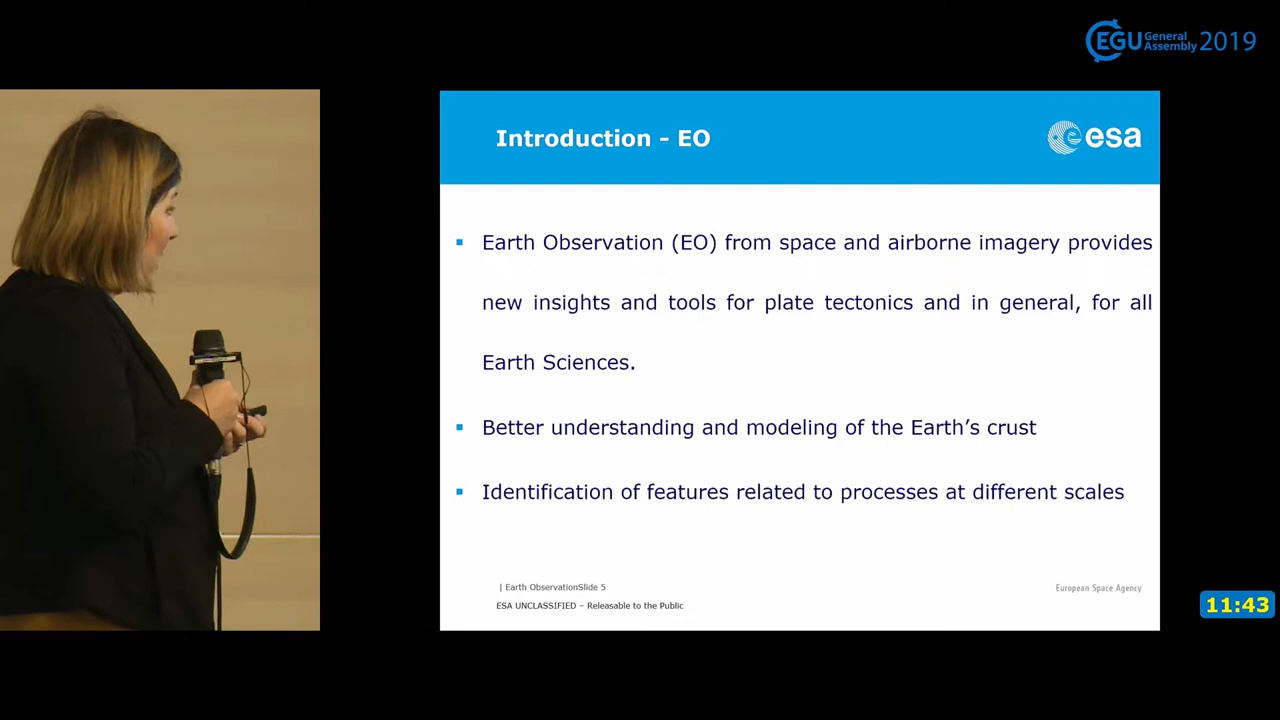 EGU General Assembly 2019
Introduction - EO
esa
Earth Observation (EO) from space and airborne imagery provides
new insights and tools for plate tectonics and in general, for all
Earth Sciences.
Better understanding and modeling of the Earth's crust
Identification of features related to processes at different scales
| Earth ObservationSlide 5
European Space Agency
ESA UNCLASSIFIED – Releasable to the Public
11:43